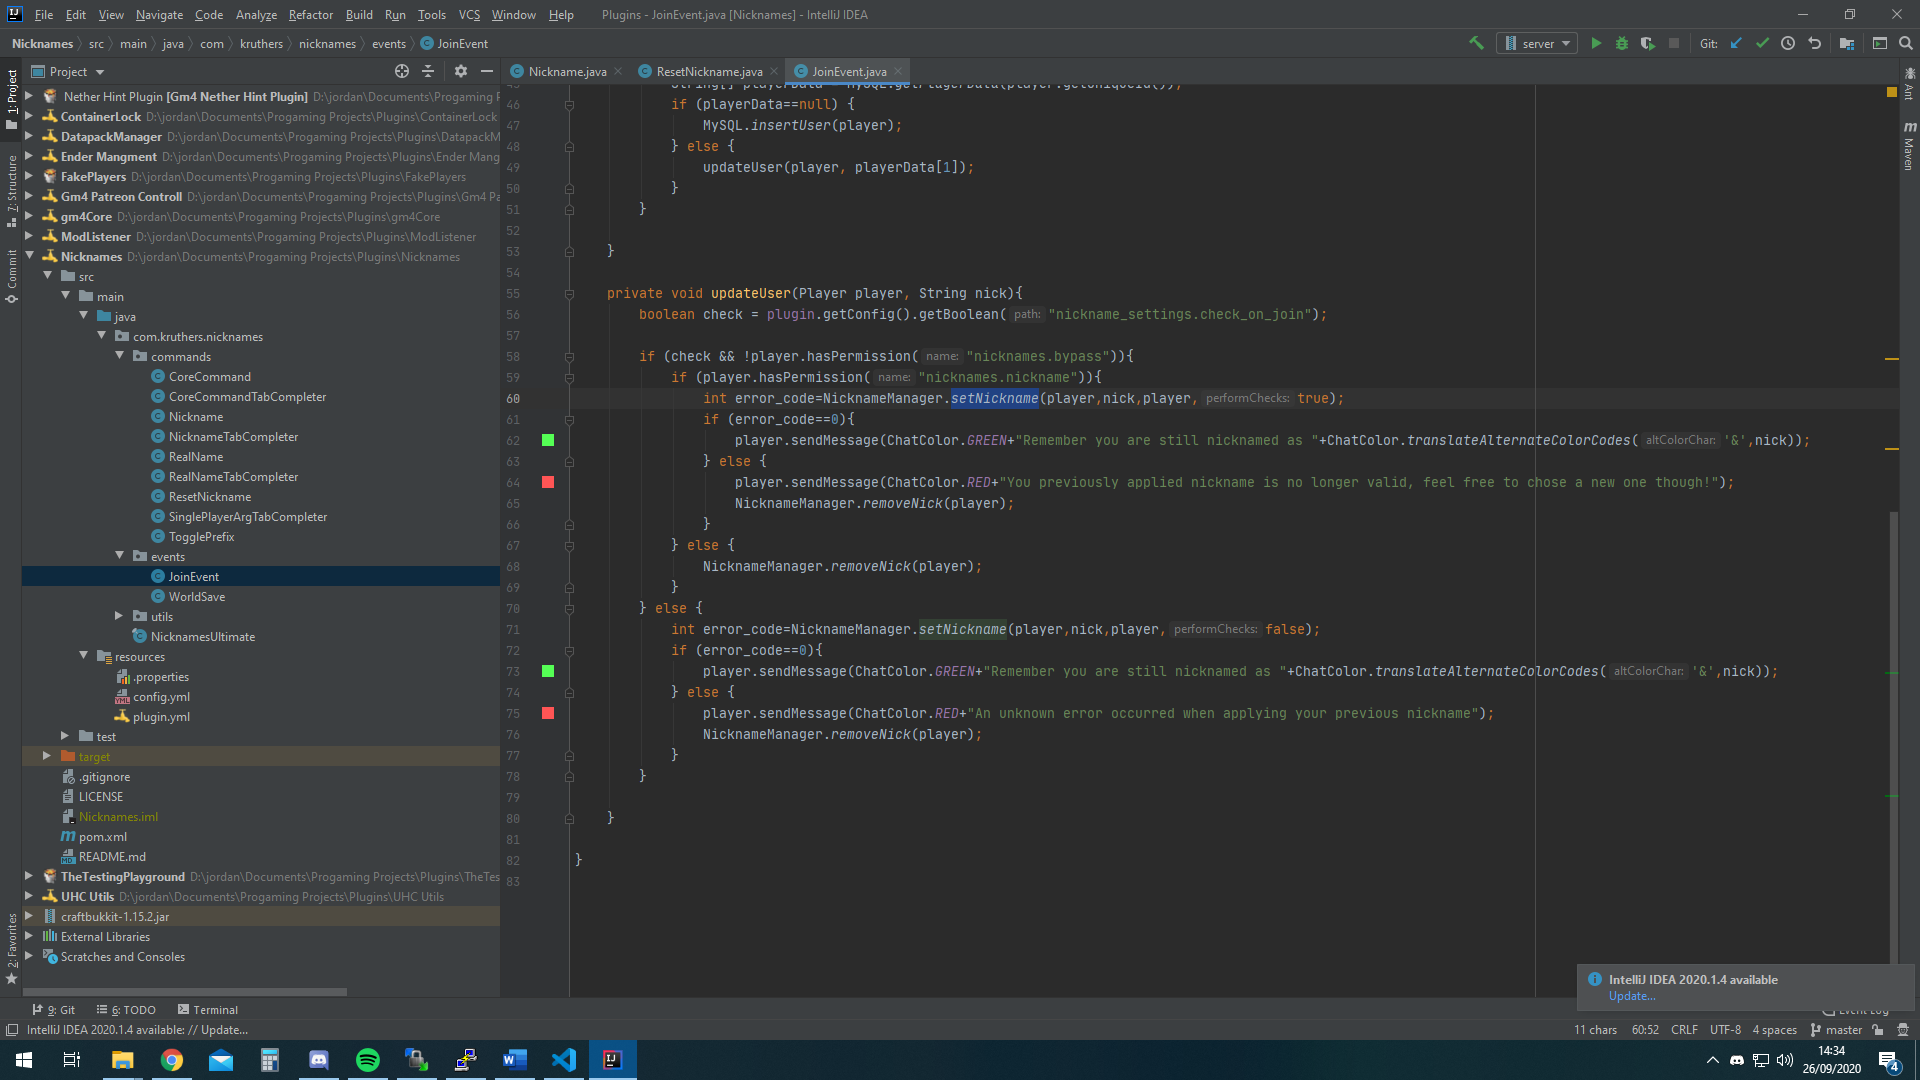 File Edit View Navigate Code Analyze Refactor Build Run Tools VCS Window Help Plugins - JoinEvent.java [Nicknames] - IntelliJ IDEA
Nicknames src main java com kruthers nicknames events JoinEvent
server Git:
Project
Nickname.java ResetNickname.java JoinEvent.java
1: Project
7: Structure
Commit
2: Favorites
Nether Hint Plugin [Gm4 Nether Hint Plugin] D:\jordan\Documents\Progaming P
ContainerLock D:\jordan\Documents\Progaming Projects\Plugins\ContainerLock
DatapackManager D:\jordan\Documents\Progaming Projects\Plugins\DatapackM
Ender Mangment D:\jordan\Documents\Progaming Projects\Plugins\Ender Mang
FakePlayers D:\jordan\Documents\Progaming Projects\Plugins\FakePlayers
Gm4 Patreon Controll D:\jordan\Documents\Progaming Projects\Plugins\Gm4 Pa
gm4Core D:\jordan\Documents\Progaming Projects\Plugins\gm4Core
ModListener D:\jordan\Documents\Progaming Projects\Plugins\ModListener
Nicknames D:\jordan\Documents\Progaming Projects\Plugins\Nicknames
src
main
java
com.kruthers.nicknames
commands
CoreCommand
CoreCommandTabCompleter
Nickname
NicknameTabCompleter
RealName
RealNameTabCompleter
ResetNickname
SinglePlayerArgTabCompleter
TogglePrefix
events
JoinEvent
WorldSave
utils
NicknamesUltimate
resources
.properties
config.yml
plugin.yml
test
target
.gitignore
LICENSE
Nicknames.iml
pom.xml
README.md
TheTestingPlayground D:\jordan\Documents\Progaming Projects\Plugins\TheTes
UHC Utils D:\jordan\Documents\Progaming Projects\Plugins\UHC Utils
craftbukkit-1.15.2.jar
External Libraries
Scratches and Consoles
45 String[] playerData = MySQL.getPlagerData(player.getUniqueId());
46 if (playerData==null) {
47 MySQL.insertUser(player);
48 } else {
49 updateUser(player, playerData[1]);
50 }
51 }
52
53 }
54
55 private void updateUser(Player player, String nick){
56 boolean check = plugin.getConfig().getBoolean( path: "nickname_settings.check_on_join");
57
58 if (check && !player.hasPermission( name: "nicknames.bypass")){
59 if (player.hasPermission( name: "nicknames.nickname")){
60 int error_code=NicknameManager.setNickname(player,nick,player, performChecks: true);
61 if (error_code==0){
62 player.sendMessage(ChatColor.GREEN+"Remember you are still nicknamed as "+ChatColor.translateAlternateColorCodes( altColorChar: '&',nick));
63 } else {
64 player.sendMessage(ChatColor.RED+"You previously applied nickname is no longer valid, feel free to chose a new one though!");
65 NicknameManager.removeNick(player);
66 }
67 } else {
68 NicknameManager.removeNick(player);
69 }
70 } else {
71 int error_code=NicknameManager.setNickname(player,nick,player, performChecks: false);
72 if (error_code==0){
73 player.sendMessage(ChatColor.GREEN+"Remember you are still nicknamed as "+ChatColor.translateAlternateColorCodes( altColorChar: '&',nick));
74 } else {
75 player.sendMessage(ChatColor.RED+"An unknown error occurred when applying your previous nickname");
76 NicknameManager.removeNick(player);
77 }
78 }
79
80 }
81
82 }
83
Ant
m Maven
IntelliJ IDEA 2020.1.4 available
Update...
9: Git 6: TODO Terminal Event Log
IntelliJ IDEA 2020.1.4 available: // Update... 11 chars 60:52 CRLF UTF-8 4 spaces master
14:34
26/09/2020
4